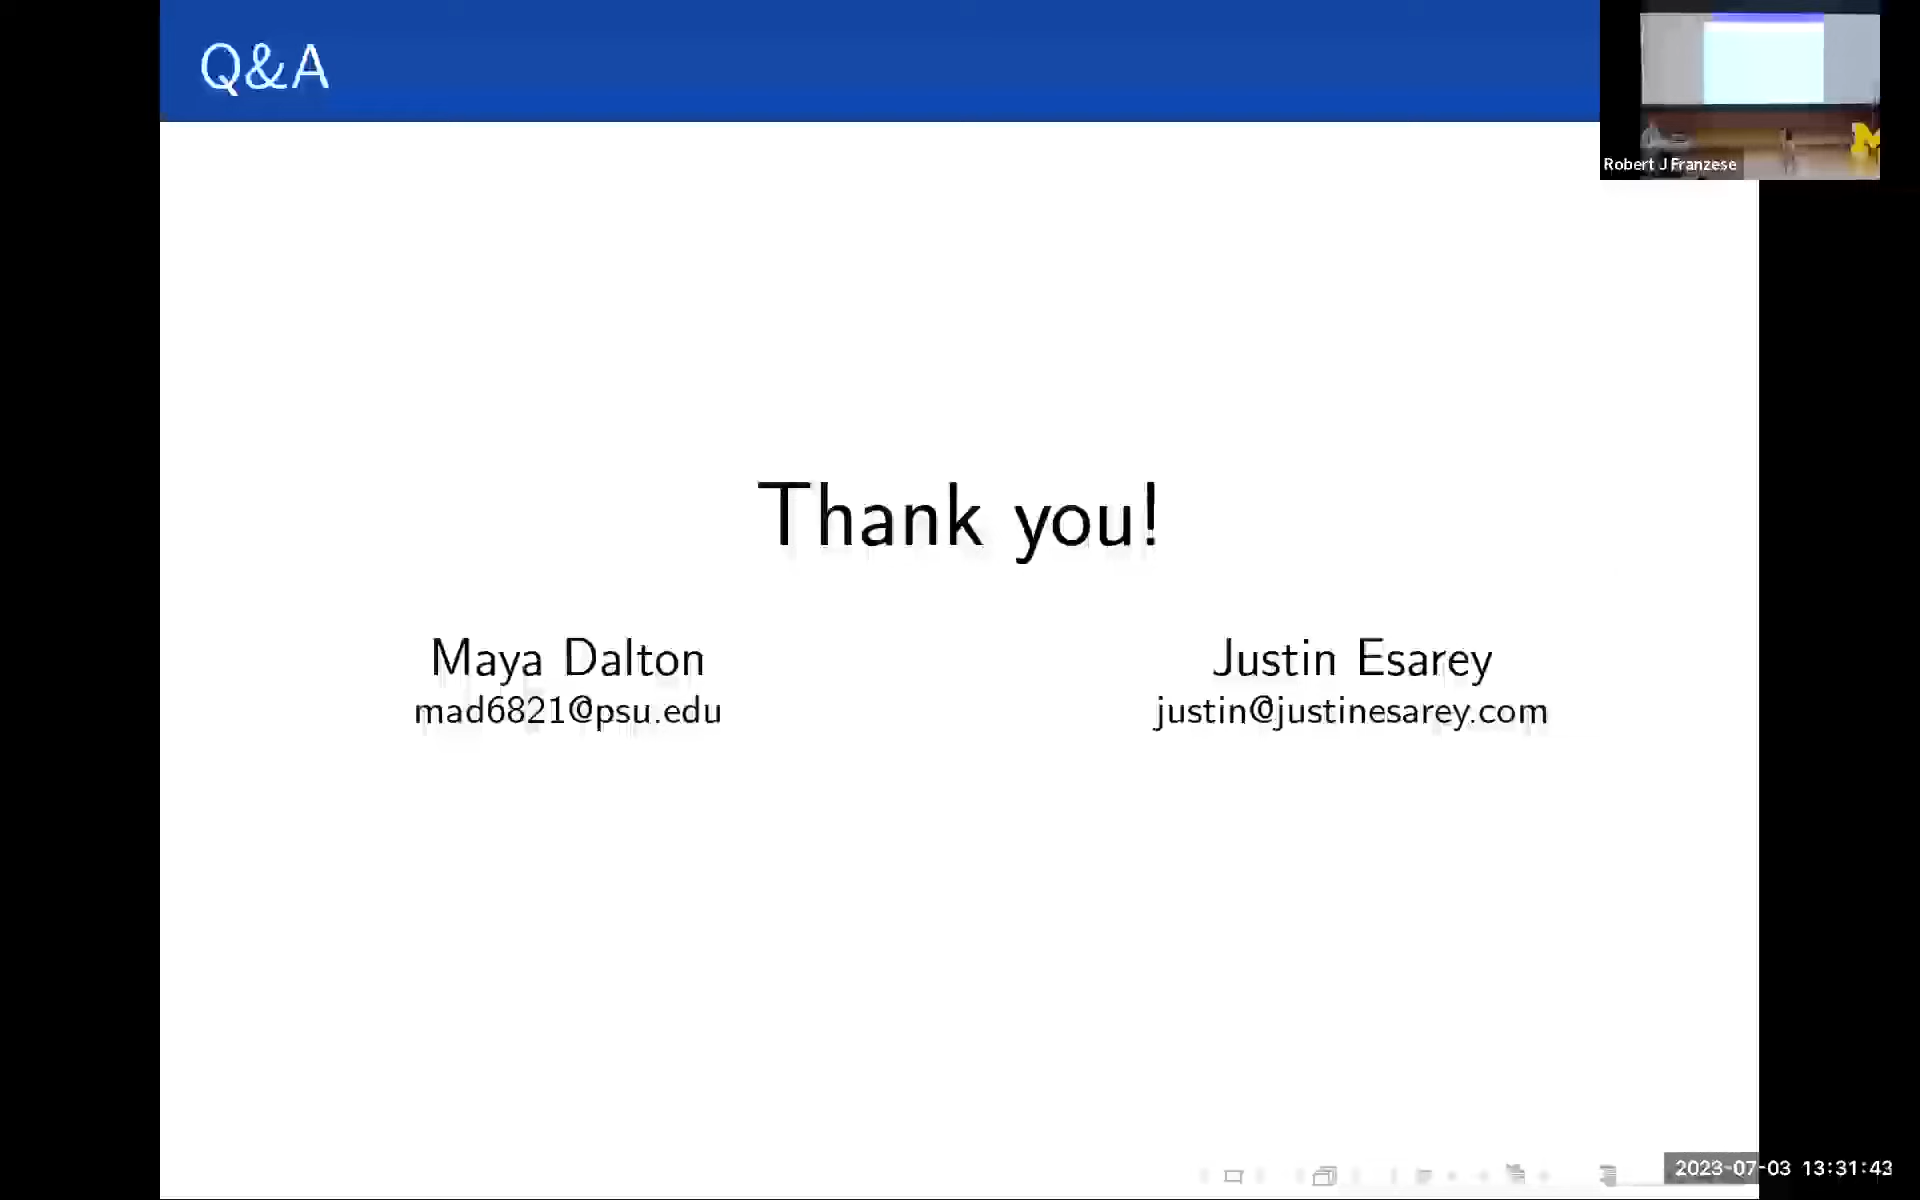 Q&A
Robert J Franzese
Thank you!
Maya Dalton
mad6821@psu.edu
Justin Esarey
justin@justinesarey.com
2023-07-03 13:31:43